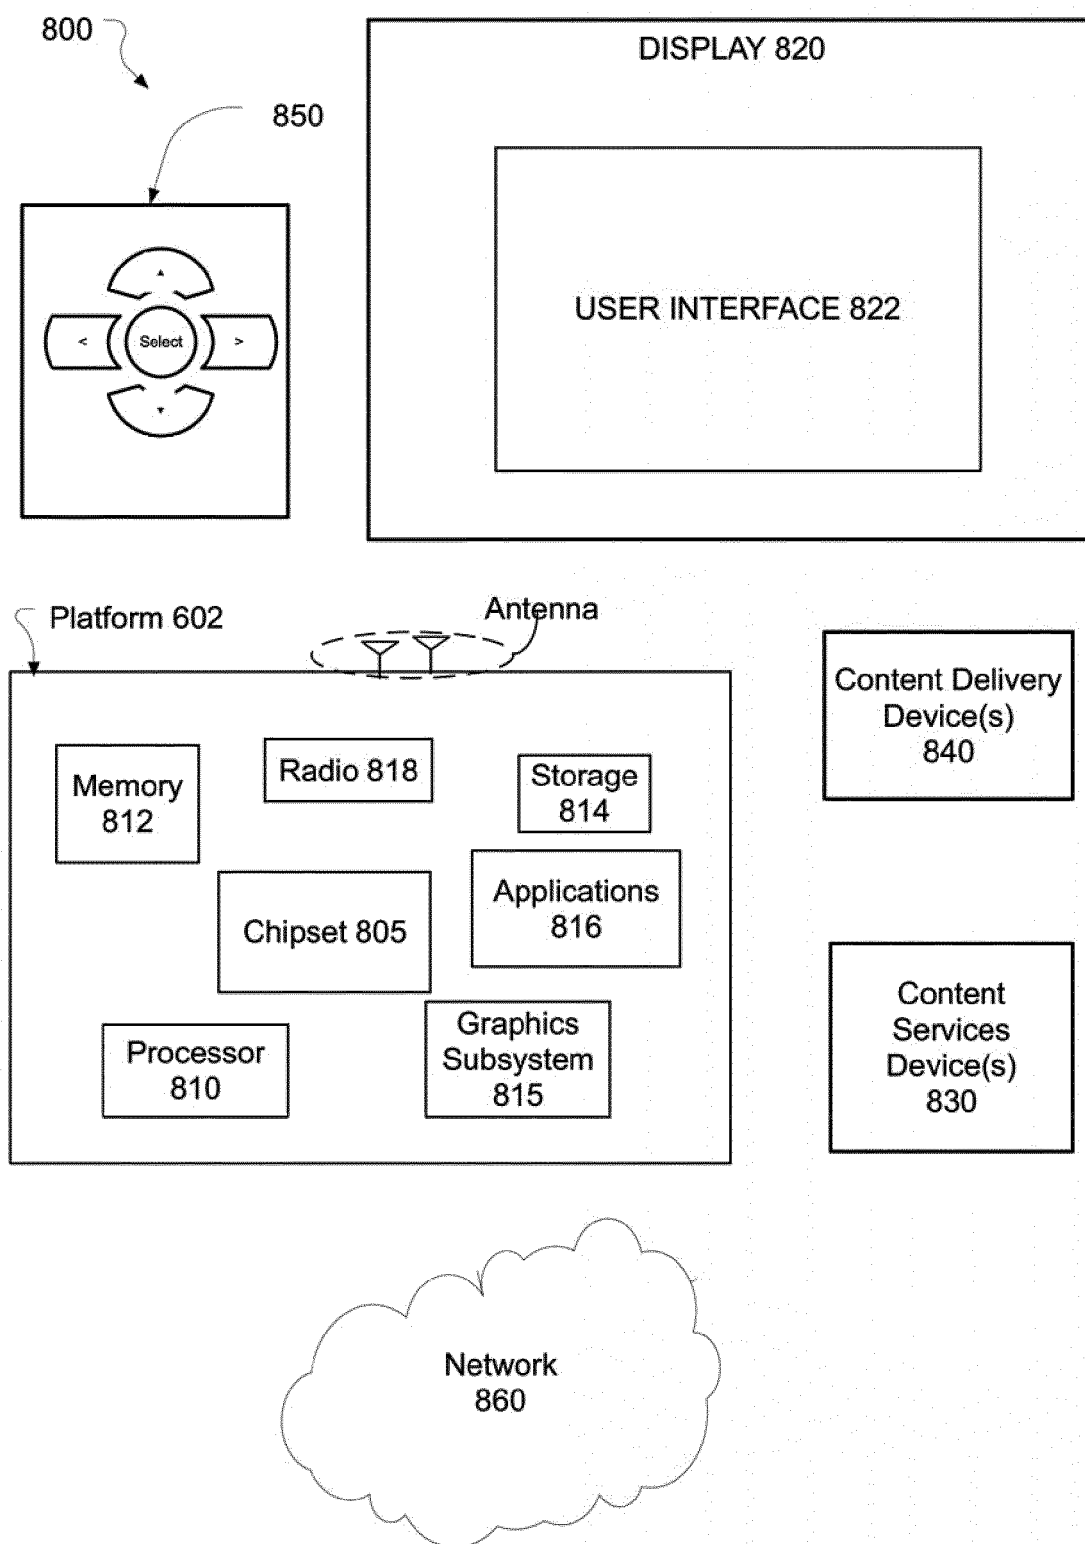 800
850
DISPLAY 820
USER INTERFACE 822
<
Select
>
Platform 602
Antenna
Memory
812
Radio 818
Storage
814
Chipset 805
Applications
816
Processor
810
Graphics
Subsystem
815
Content Delivery
Device(s)
840
Content
Services
Device(s)
830
Network
860